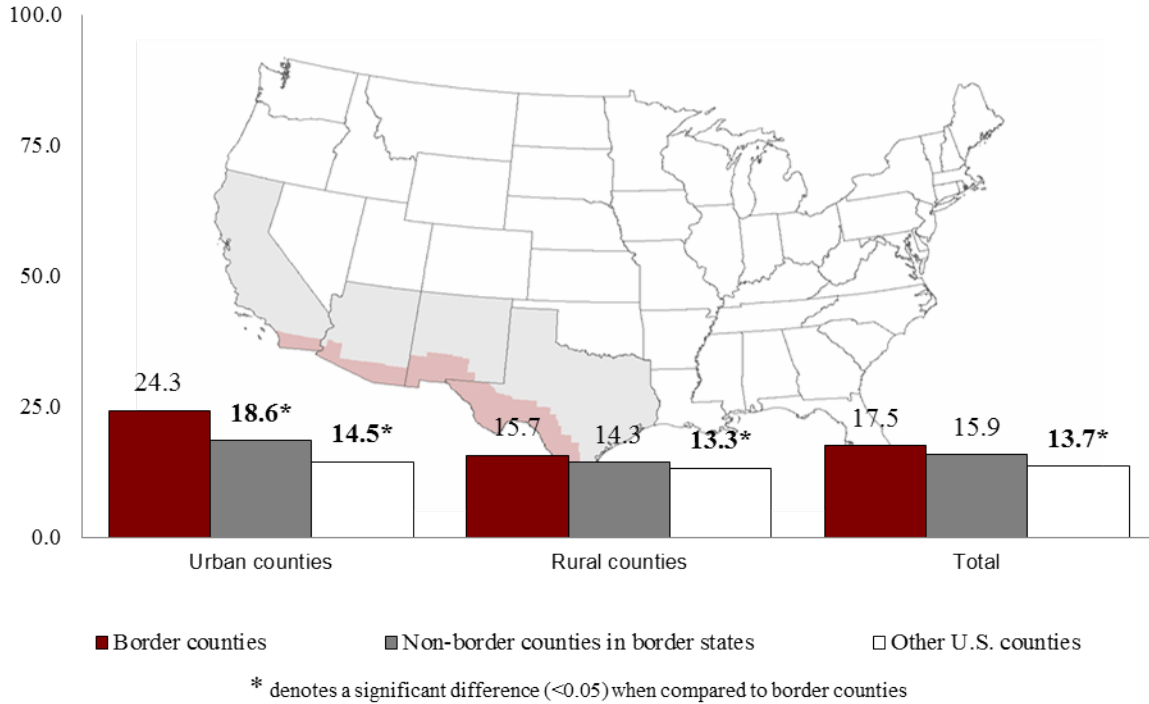 100.0
75.0
50.0
25.0
0.0
24.3
18.6*
14.5*
15.7
14.3
13.3*
17.5
15.9
13.7*
Urban counties
Rural counties
Total
Border counties
Non-border counties in border states
Other U.S. counties
* denotes a significant difference (<0.05) when compared to border counties